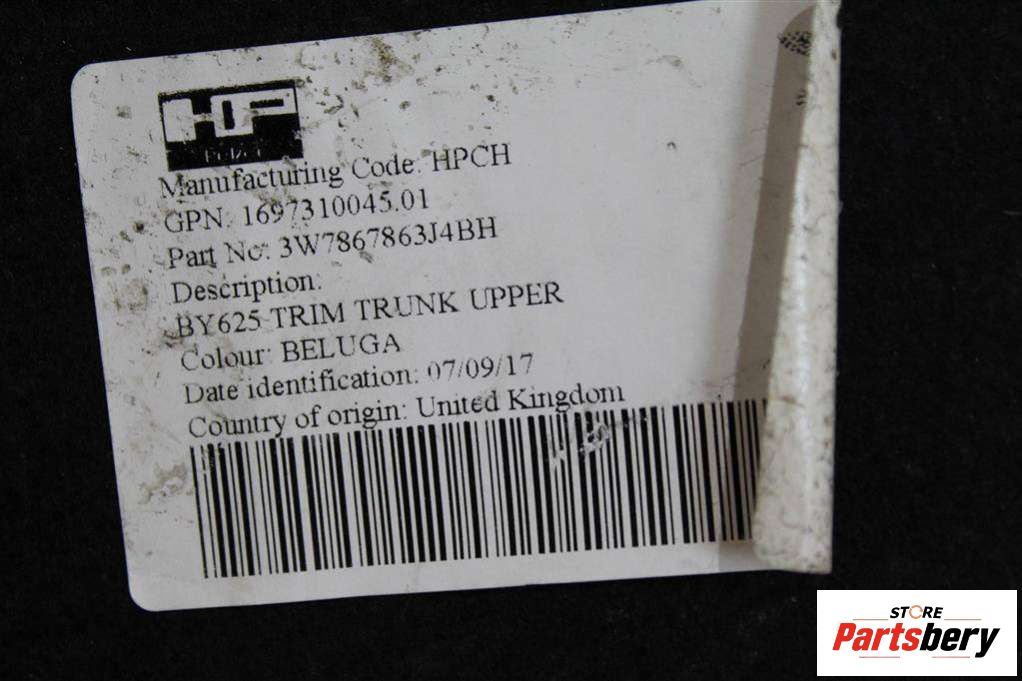 HP
Pelzer
Manufacturing Code: HPCH
GPN: 1697310045.01
Part No: 3W7867863J4BH
Description:
BY625 TRIM TRUNK UPPER
Colour: BELUGA
Date identification: 07/09/17
Country of origin: United Kingdom
STORE
Partsbery